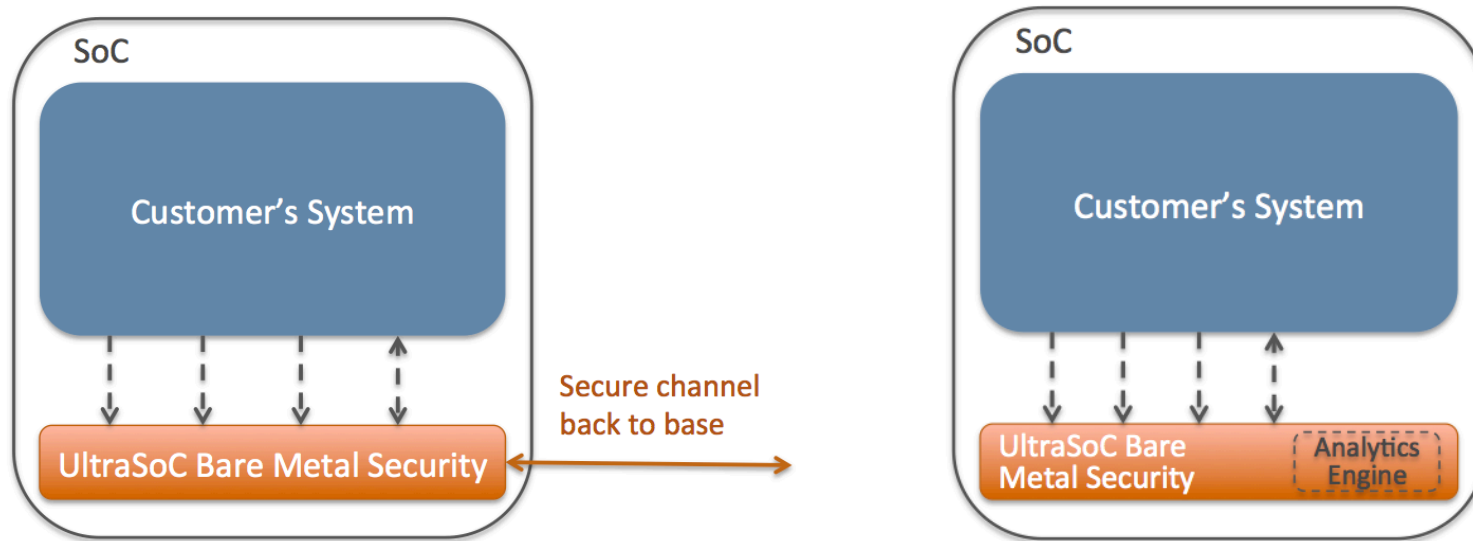 SoC
Customer’s System
UltraSoC Bare Metal Security
Secure channel
back to base
SoC
Customer’s System
UltraSoC Bare
Metal Security
Analytics
Engine